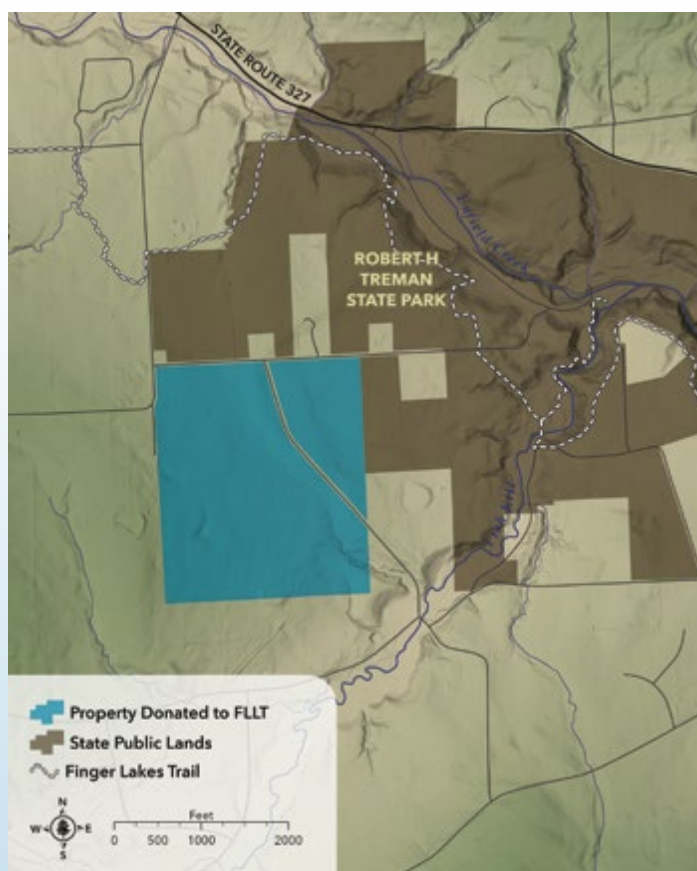 STATE ROUTE 327
Enfield Creek
ROBERT H
TREMAN
STATE PARK
Property Donated to FLLT
State Public Lands
Finger Lakes Trail
N
W
E
S
Feet
0 500 1000 2000